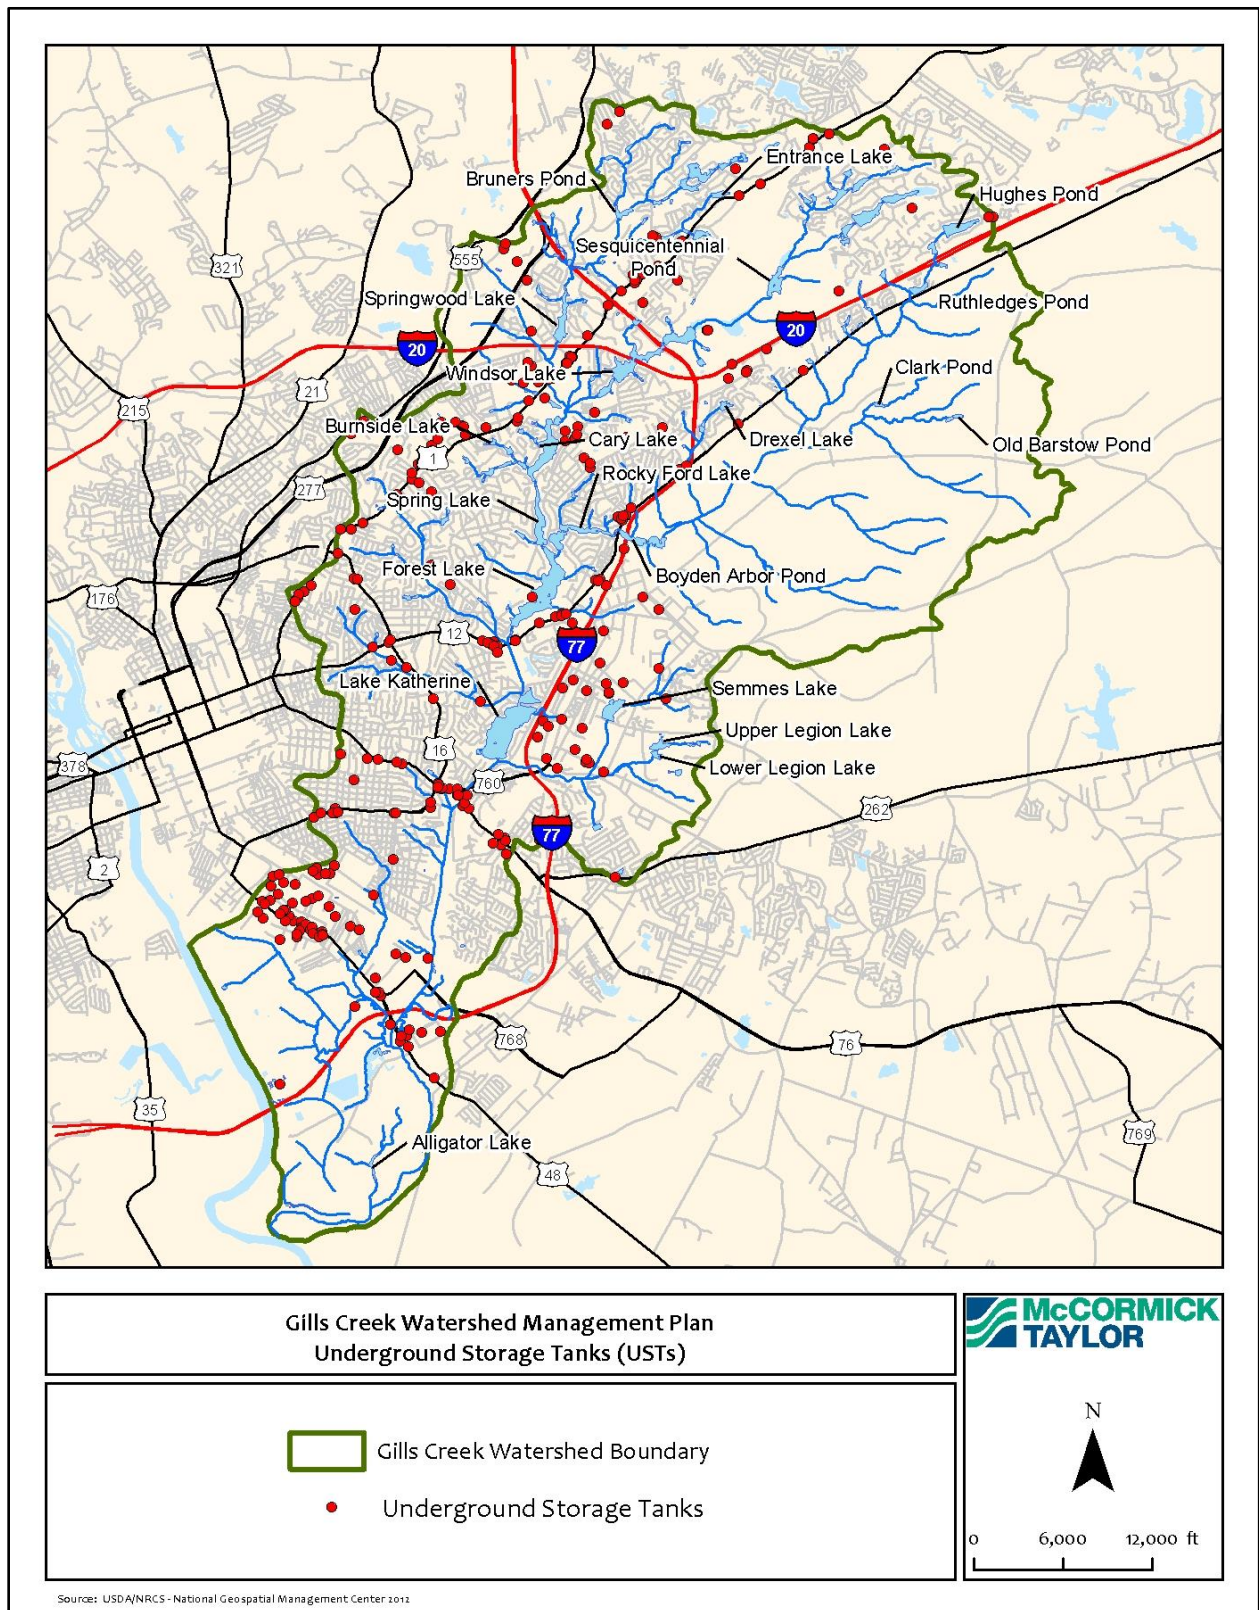 Entrance Lake
Bruners Pond
Hughes Pond
Sesquicentennial
Pond
555
321
Springwood Lake
Ruthledges Pond
20
20
Windsor Lake
Clark Pond
21
215
Burnside Lake
Cary Lake
Drexel Lake
Old Barstow Pond
1
Rocky Ford Lake
277
Spring Lake
Forest Lake
Boyden Arbor Pond
176
12
77
Lake Katherine
Semmes Lake
Upper Legion Lake
16
378
Lower Legion Lake
760
262
77
2
768
76
35
769
Alligator Lake
48
Gills Creek Watershed Management Plan
Underground Storage Tanks (USTs)
McCORMICK
TAYLOR
Gills Creek Watershed Boundary
Underground Storage Tanks
N
0 6,000 12,000 ft
Source: USDA/NRCS - National Geospatial Management Center 2012